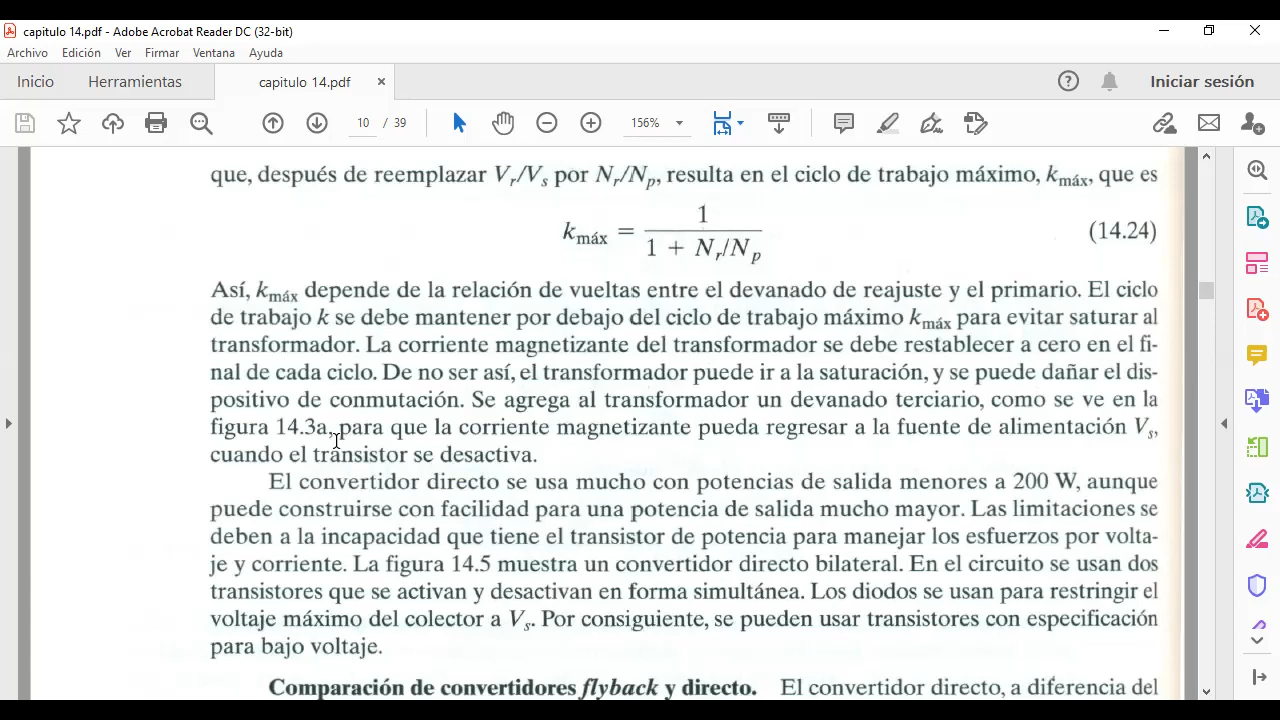 capitulo 14.pdf - Adobe Acrobat Reader DC (32-bit)
Archivo Edición Ver Firmar Ventana Ayuda
Inicio Herramientas capitulo 14.pdf × Iniciar sesión
10 / 39 156%
que, después de reemplazar Vr/Vs por Nr/Np, resulta en el ciclo de trabajo máximo, kmáx, que es
kmáx = 1 / (1 + Nr/Np) (14.24)
Así, kmáx depende de la relación de vueltas entre el devanado de reajuste y el primario. El ciclo
de trabajo k se debe mantener por debajo del ciclo de trabajo máximo kmáx para evitar saturar al
transformador. La corriente magnetizante del transformador se debe restablecer a cero en el fi-
nal de cada ciclo. De no ser así, el transformador puede ir a la saturación, y se puede dañar el dis-
positivo de conmutación. Se agrega al transformador un devanado terciario, como se ve en la
figura 14.3a, para que la corriente magnetizante pueda regresar a la fuente de alimentación Vs,
cuando el transistor se desactiva.
El convertidor directo se usa mucho con potencias de salida menores a 200 W, aunque
puede construirse con facilidad para una potencia de salida mucho mayor. Las limitaciones se
deben a la incapacidad que tiene el transistor de potencia para manejar los esfuerzos por volta-
je y corriente. La figura 14.5 muestra un convertidor directo bilateral. En el circuito se usan dos
transistores que se activan y desactivan en forma simultánea. Los diodos se usan para restringir el
voltaje máximo del colector a Vs. Por consiguiente, se pueden usar transistores con especificación
para bajo voltaje.
Comparación de convertidores flyback y directo. El convertidor directo, a diferencia del